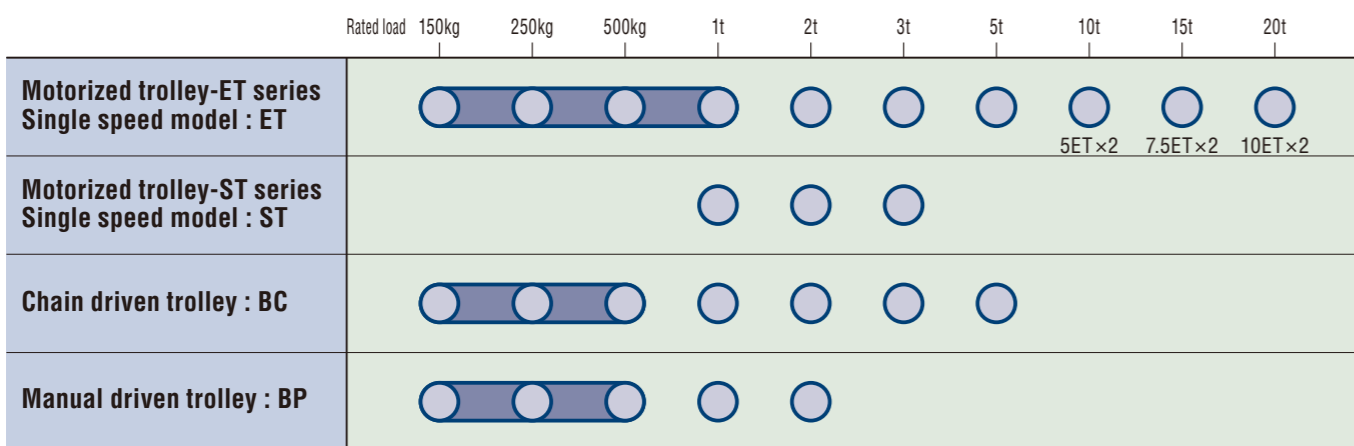 Rated load 150kg 250kg 500kg 1t 2t 3t 5t 10t 15t 20t
Motorized trolley-ET series
Single speed model : ET
5ET×2 7.5ET×2 10ET×2
Motorized trolley-ST series
Single speed model : ST
Chain driven trolley : BC
Manual driven trolley : BP